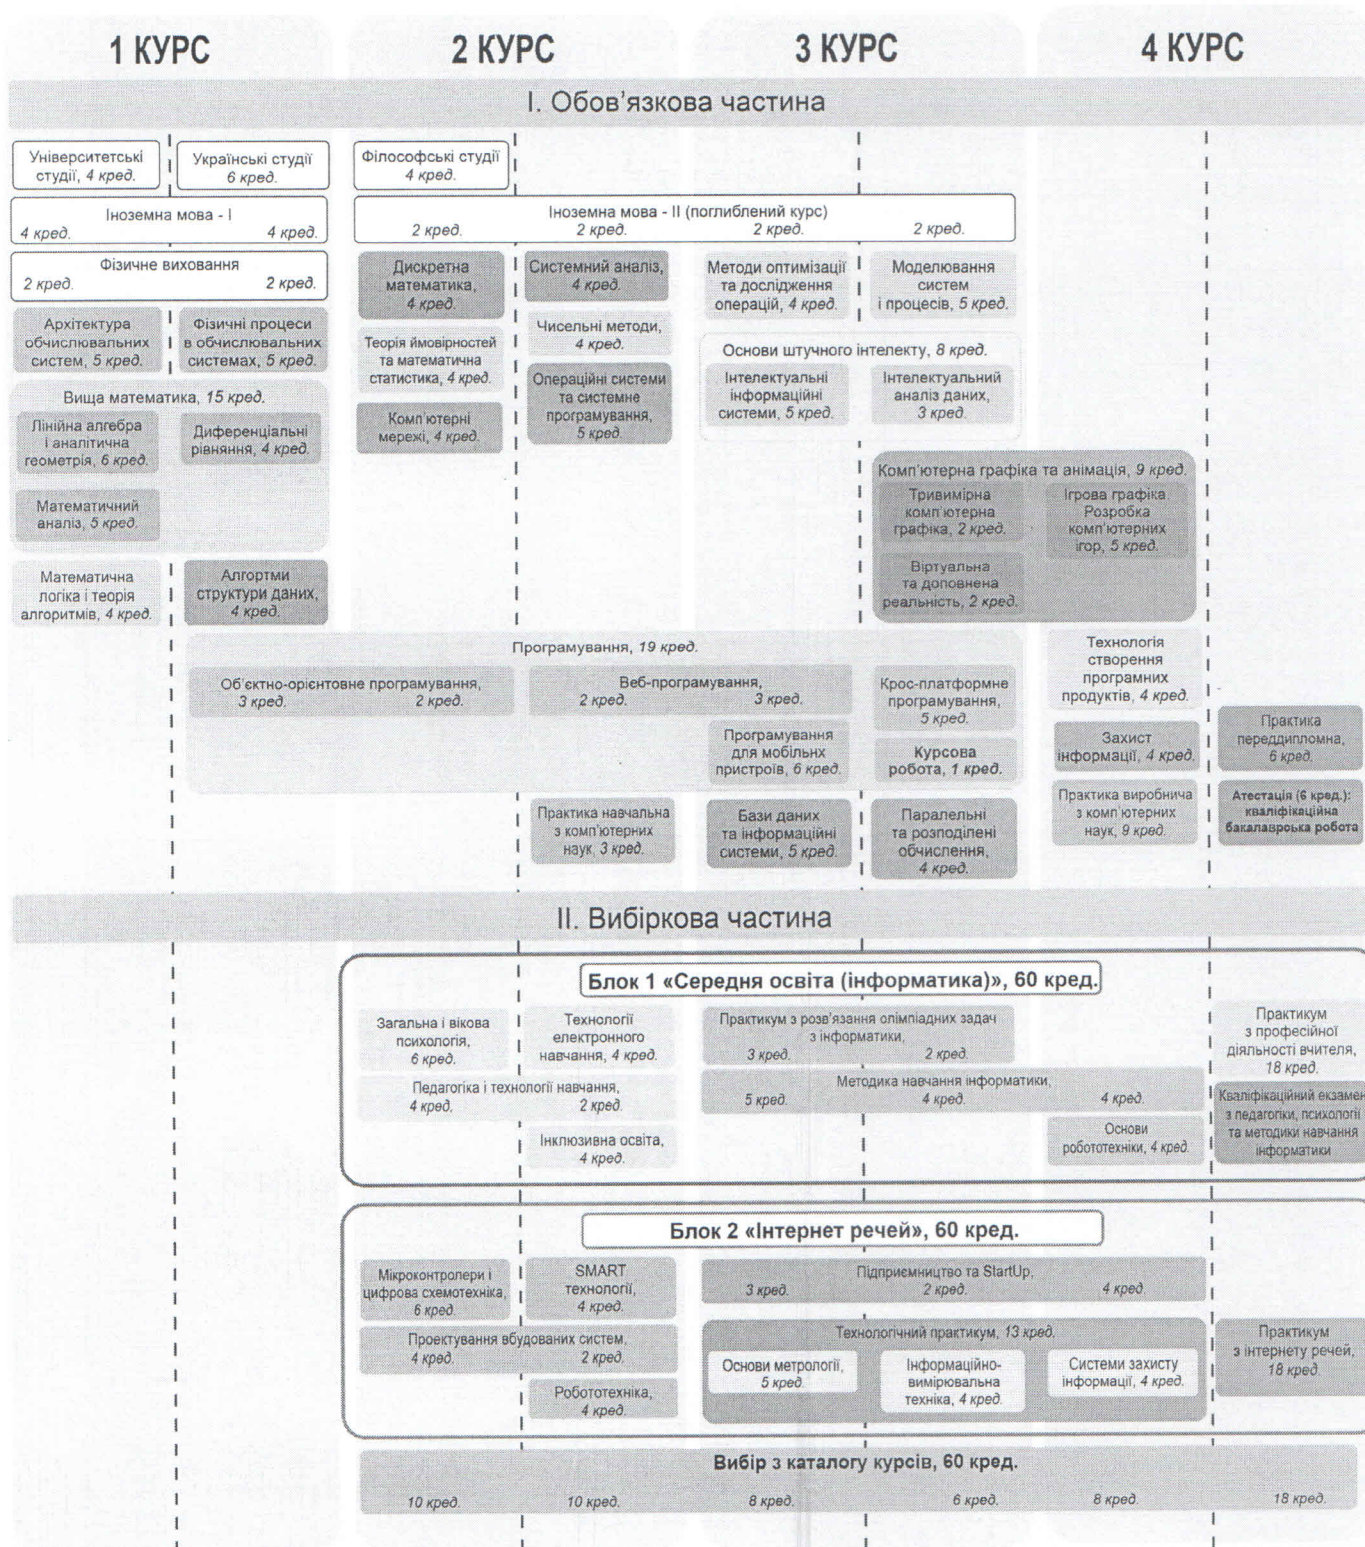 1 КУРС
2 КУРС
3 КУРС
4 КУРС
І. Обов'язкова частина
Університетські
студії, 4 кред.
Українські студії
6 кред.
Філософські студії
4 кред.
Іноземна мова - І
4 кред.
4 кред.
Іноземна мова - ІІ (поглиблений курс)
2 кред.
2 кред.
2 кред.
2 кред.
Фізичне виховання
2 кред.
2 кред.
Дискретна
математика,
4 кред.
Системний аналіз,
4 кред.
Методи оптимізації
та дослідження
операцій, 4 кред.
Моделювання
систем
і процесів, 5 кред.
Архітектура
обчислювальних
систем, 5 кред.
Фізичні процеси
в обчислювальних
системах, 5 кред.
Теорія ймовірностей
та математична
статистика, 4 кред.
Чисельні методи,
4 кред.
Основи штучного інтелекту, 8 кред.
Інтелектуальні
інформаційні
системи, 5 кред.
Інтелектуальний
аналіз даних,
3 кред.
Вища математика, 15 кред.
Лінійна алгебра
і аналітична
геометрія, 6 кред.
Диференціальні
рівняння, 4 кред.
Математичний
аналіз, 5 кред.
Комп'ютерні
мережі, 4 кред.
Операційні системи
та системне
програмування,
5 кред.
Комп'ютерна графіка та анімація, 9 кред.
Тривимірна
комп'ютерна
графіка, 2 кред.
Ігрова графіка.
Розробка
комп'ютерних
ігор, 5 кред.
Віртуальна
та доповнена
реальність, 2 кред.
Математична
логіка і теорія
алгоритмів, 4 кред.
Алгортми
структури даних,
4 кред.
Програмування, 19 кред.
Об'єктно-орієнтовне програмування,
3 кред.
2 кред.
Веб-програмування,
2 кред.
3 кред.
Крос-платформне
програмування,
5 кред.
Програмування
для мобільнх
пристроїв, 6 кред.
Курсова
робота, 1 кред.
Технологія
створення
програмних
продуктів, 4 кред.
Захист
інформації, 4 кред.
Практика
переддипломна,
6 кред.
Практика навчальна
з комп'ютерних
наук, 3 кред.
Бази даних
та інформаційні
системи, 5 кред.
Паралельні
та розподілені
обчислення,
4 кред.
Практика виробнича
з комп'ютерних
наук, 9 кред.
Атестація (6 кред.):
кваліфікаційна
бакалавроька робота
ІІ. Вибіркова частина
Блок 1 «Середня освіта (інформатика)», 60 кред.
Загальна і вікова
психологія,
6 кред.
Технології
електронного
навчання, 4 кред.
Практикум з розв'язання олімпіадних задач
з інформатики,
3 кред.
2 кред.
Практикум
з професійної
діяльності вчителя,
18 кред.
Педагогіка і технології навчання,
4 кред.
2 кред.
Методика навчання інформатики,
5 кред.
4 кред.
4 кред.
Інклюзивна освіта,
4 кред.
Основи
робототехніки, 4 кред.
Кваліфікаційний екзамен
з педагогіки, психології
та методики навчання
інформатики
Блок 2 «Інтернет речей», 60 кред.
Мікроконтролери і
цифрова схемотехніка,
6 кред.
SMART
технології,
4 кред.
Підприємництво та StartUp,
3 кред.
2 кред.
4 кред.
Проектування вбудованих систем,
4 кред.
2 кред.
Робототехніка,
4 кред.
Технологічний практикум, 13 кред.
Основи метрології,
5 кред.
Інформаційно-
вимірювальна
техніка, 4 кред.
Системи захисту
інформації, 4 кред.
Практикум
з інтернету речей,
18 кред.
Вибір з каталогу курсів, 60 кред.
10 кред.
10 кред.
8 кред.
6 кред.
8 кред.
18 кред.